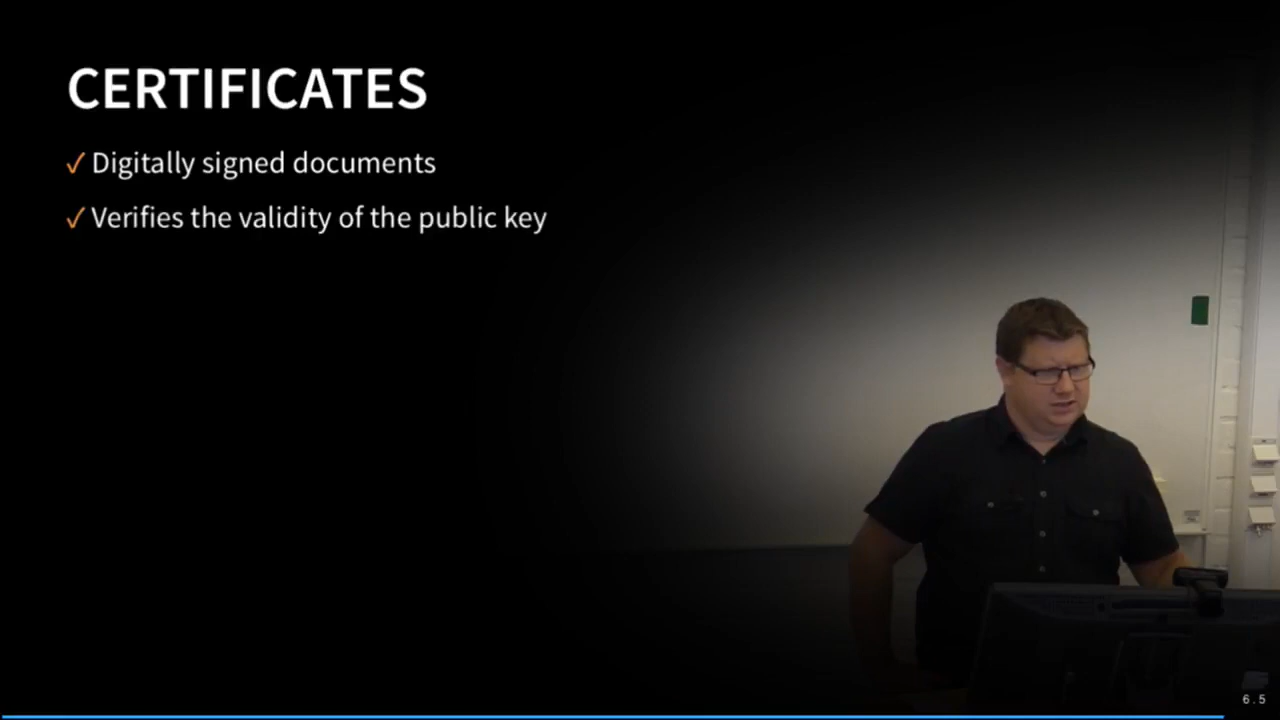 CERTIFICATES
✓ Digitally signed documents
✓ Verifies the validity of the public key
6.5